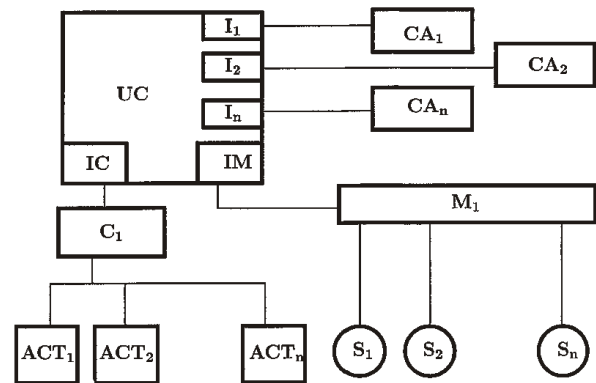 I₁
CA₁
I₂
CA₂
UC
Iₙ
CAₙ
IC
IM
M₁
C₁
ACT₁
ACT₂
ACTₙ
S₁
S₂
Sₙ